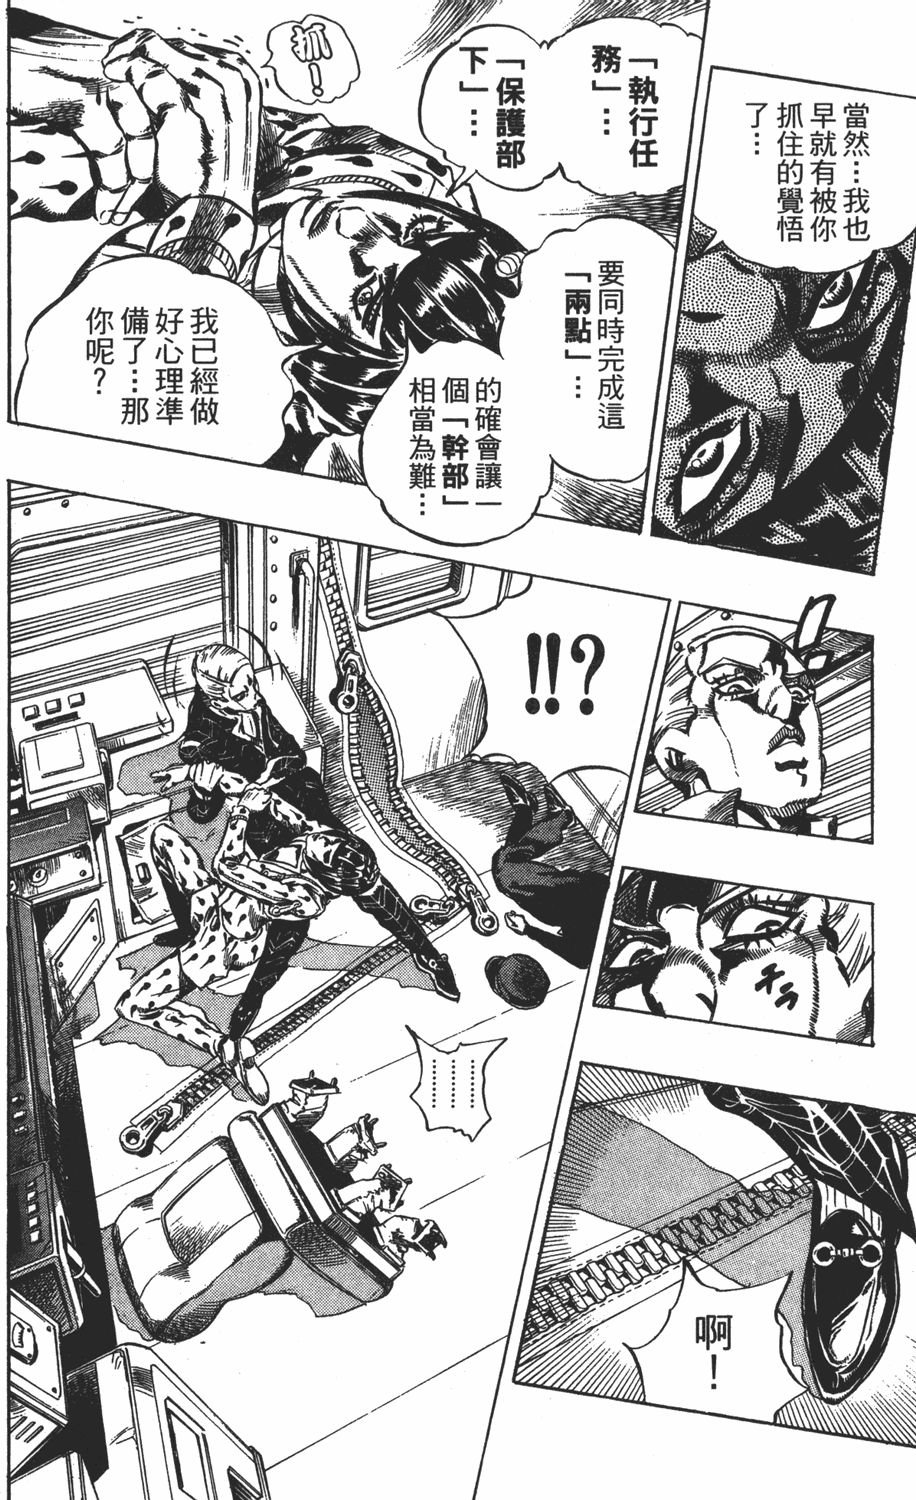 當然…我也
早就有被你
抓住的覺悟
了…
「執行任
務」…
「保護部
下」…
要同時完成這
「兩點」…
的確會讓一
個「幹部」
相當為難…
抓！
我已經做
好心理準
備了…那
你呢？
!!?
啊！
…………